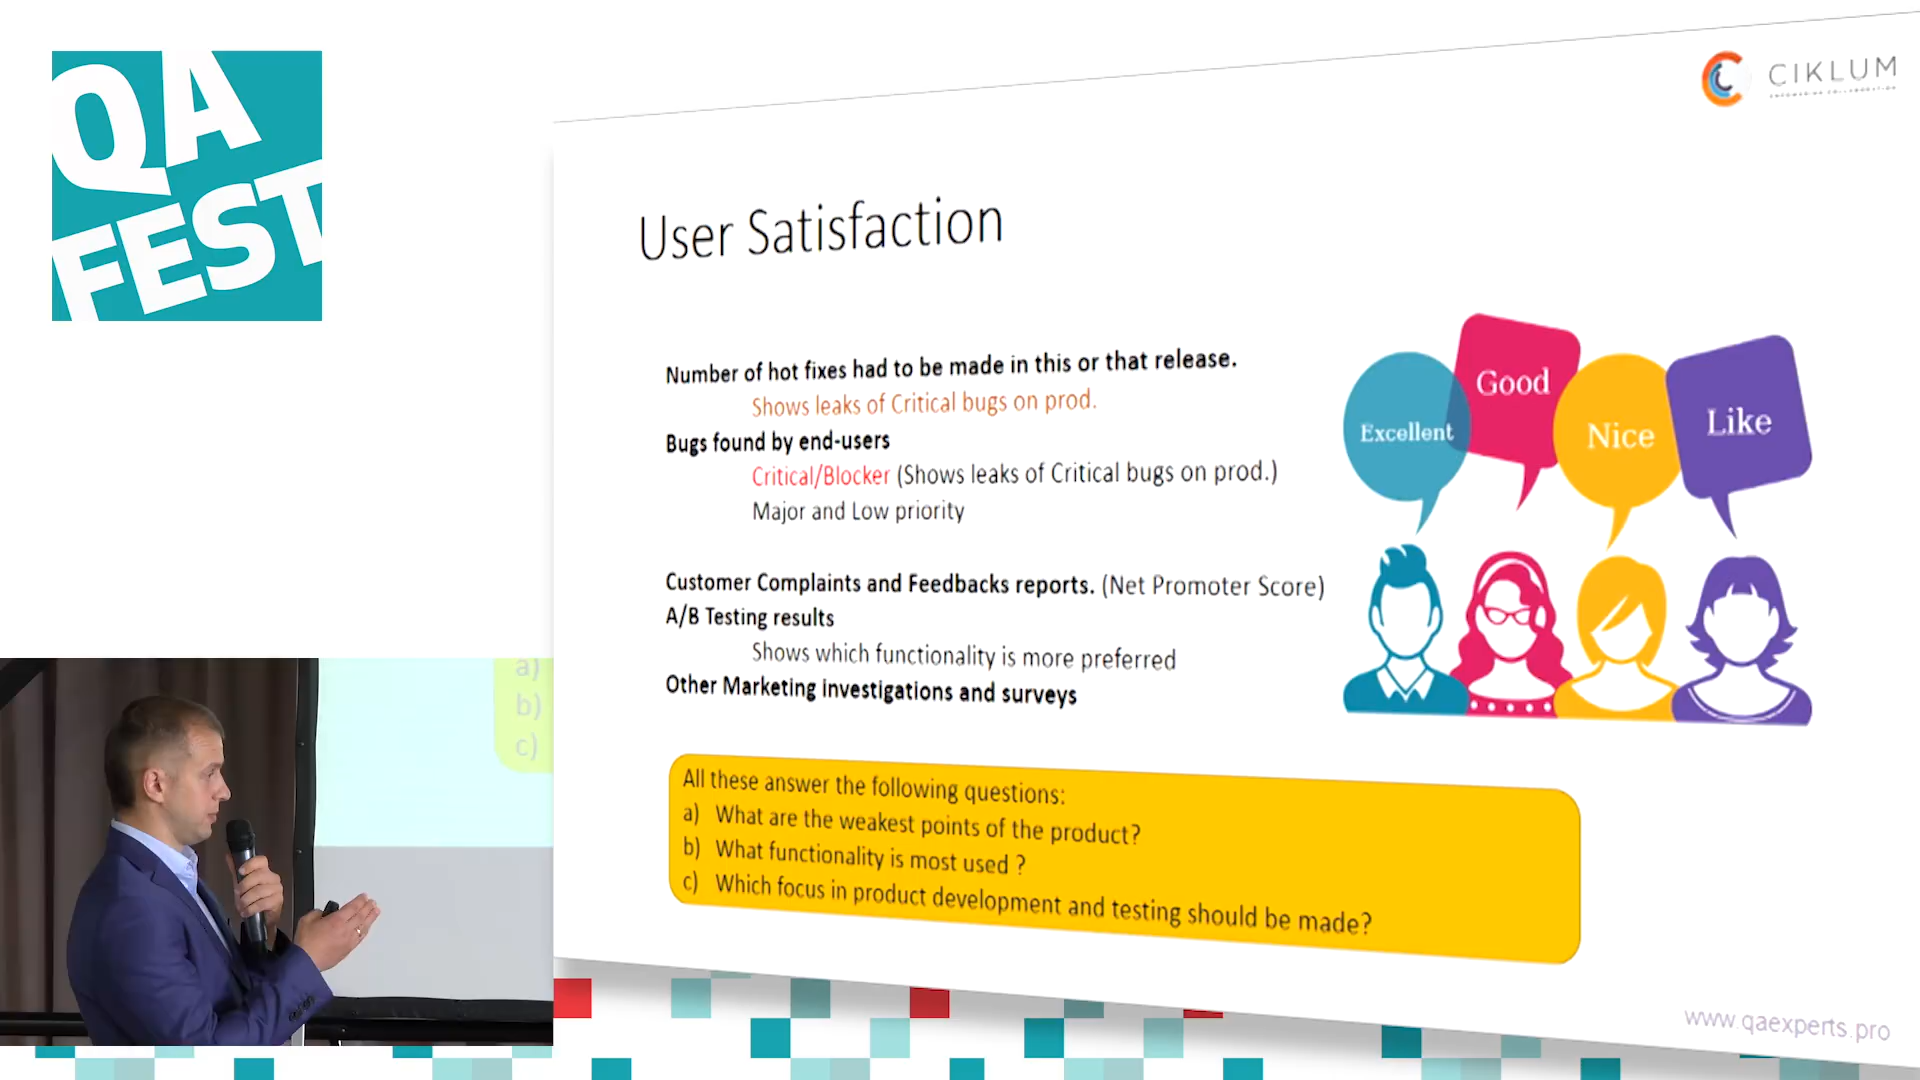 QA
FEST
CIKLUM
User Satisfaction
Number of hot fixes had to be made in this or that release.
Shows leaks of Critical bugs on prod.
Bugs found by end-users
Critical/Blocker (Shows leaks of Critical bugs on prod.)
Major and Low priority
Customer Complaints and Feedbacks reports. (Net Promoter Score)
A/B Testing results
Shows which functionality is more preferred
Other Marketing investigations and surveys
Excellent
Good
Nice
Like
All these answer the following questions:
a) What are the weakest points of the product?
b) What functionality is most used ?
c) Which focus in product development and testing should be made?
a)
b)
c)
www.qaexperts.pro